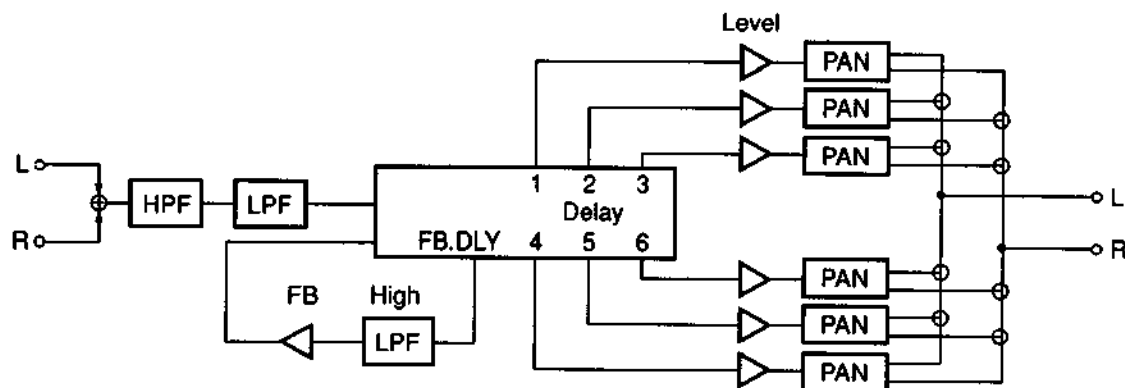 Level
PAN
PAN
PAN
L
R
HPF
LPF
1 2 3
Delay
FB.DLY 4 5 6
L
R
FB
High
LPF
PAN
PAN
PAN